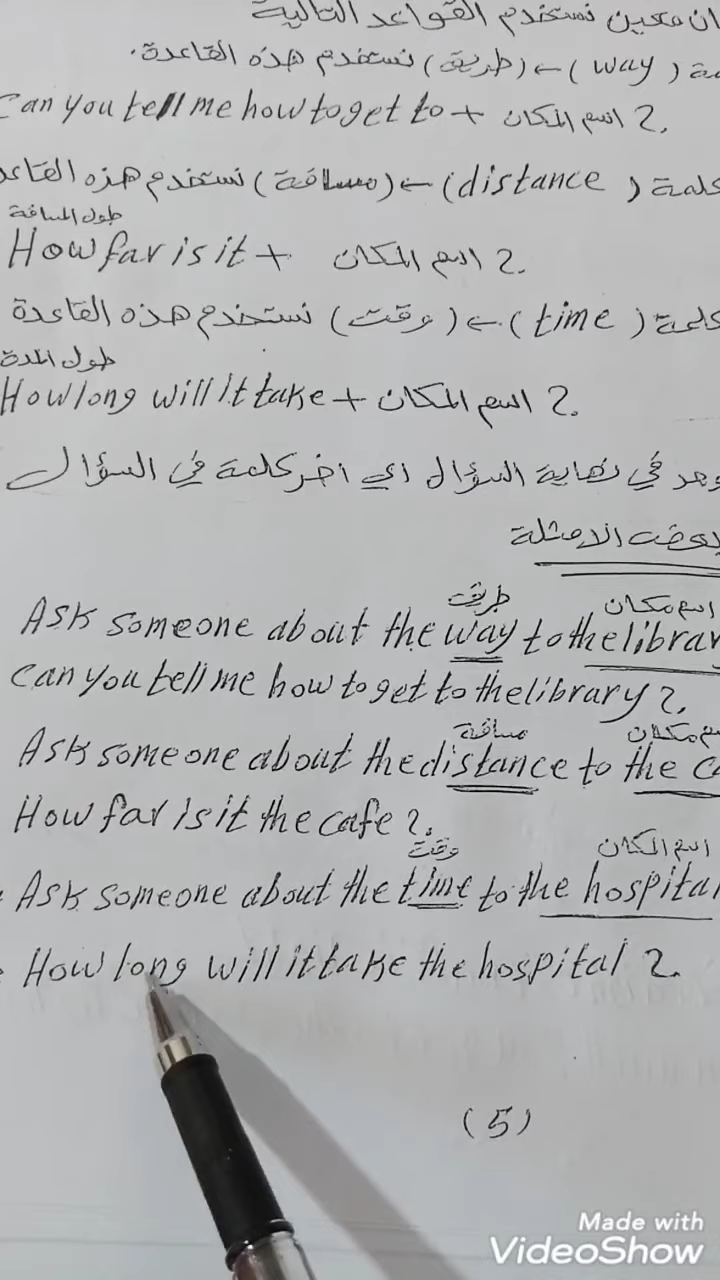 ان معين نستخدم القواعد التالية
مة (way) ← (طريق) نستخدم هذه القاعدة.
Can you tell me how to get to + اسم المكان ?.
كلمة (distance) ← (مسافة) نستخدم هذه القاعد
طول المسافة
How far is it + اسم المكان ?.
كلمة (time) ← (وقت) نستخدم هذه القاعدة
طول المدة
How long will it take + اسم المكان ?.
في نهاية السؤال اي اخر كلمة في السؤال
بعض الامثلة
طريق اسم مكان
Ask someone about the way to the librar
Can you tell me how to get to the library ?.
مسافة مكان
Ask someone about the distance to the ca
How far is it the cafe ?.
وقت اسم المكان
Ask someone about the time to the hospital
How long will it take the hospital ?.
(5)
Made with
VideoShow